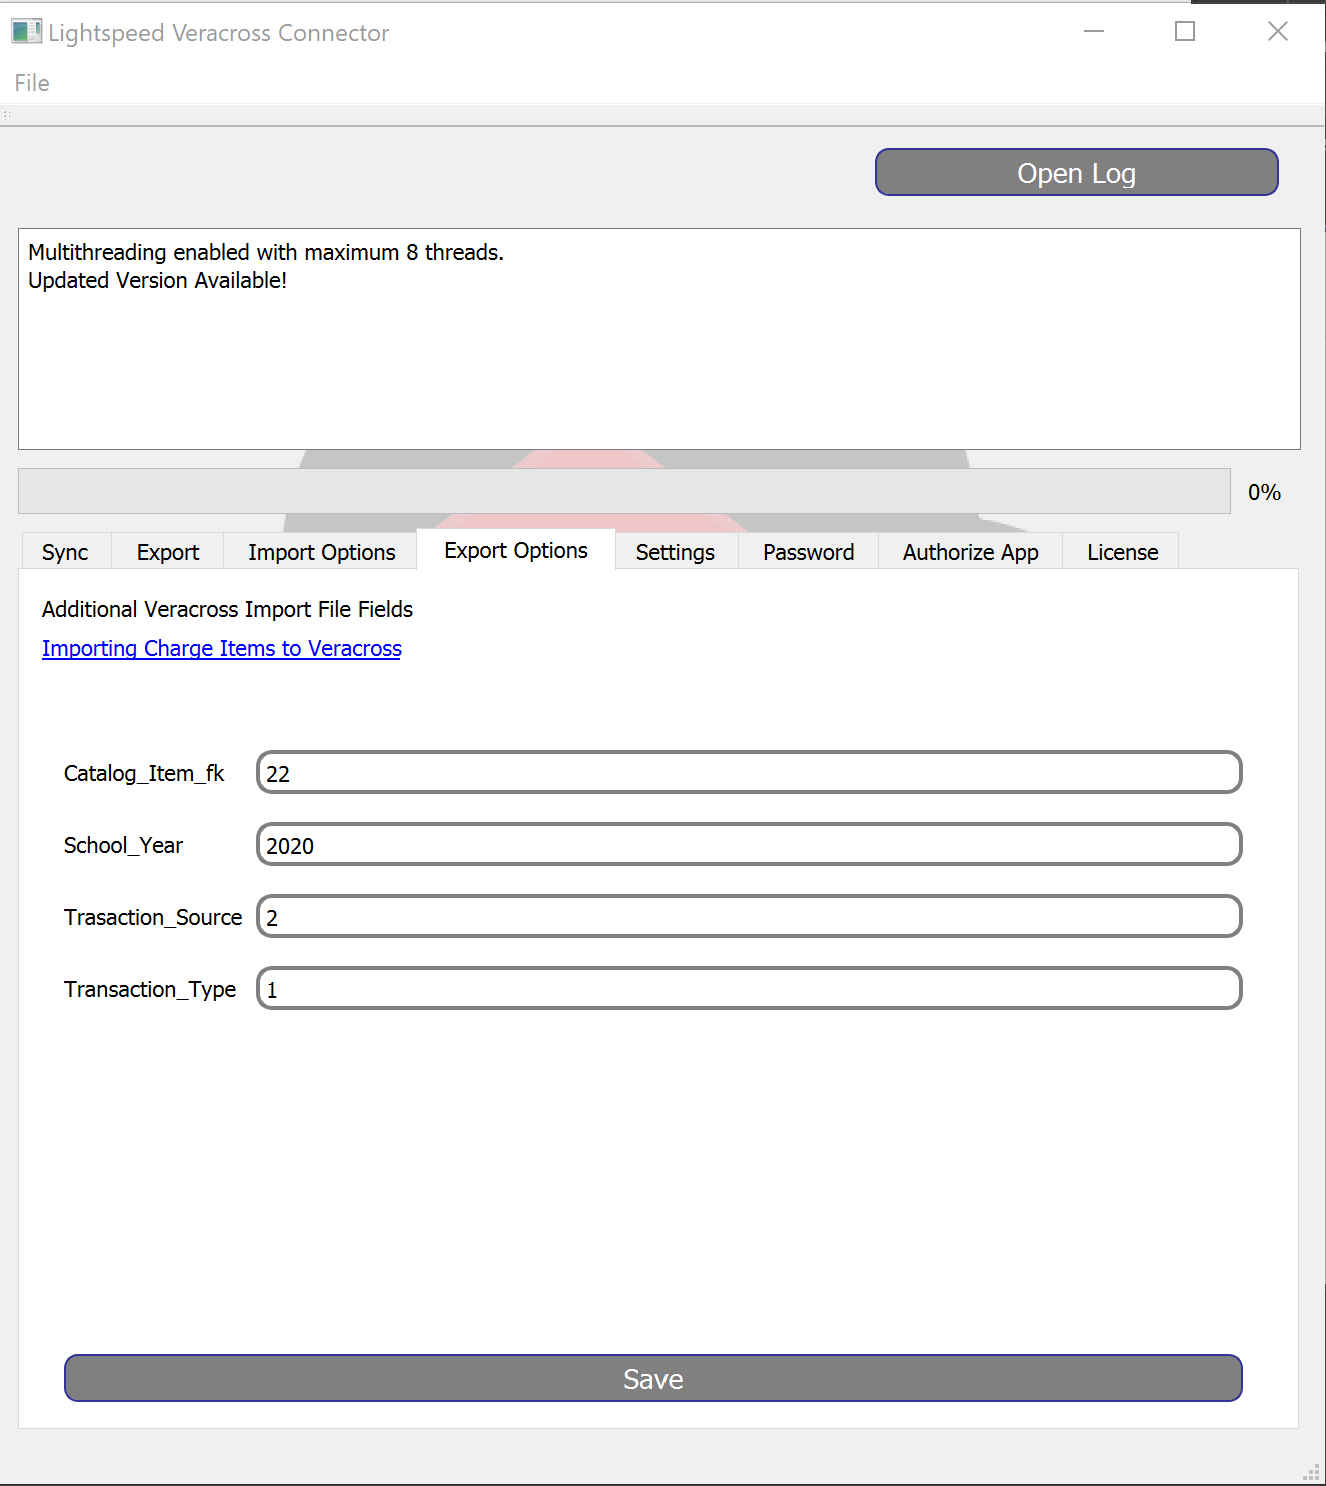 Lightspeed Veracross Connector
File
Open Log
Multithreading enabled with maximum 8 threads.
Updated Version Available!
0%
Sync Export Import Options Export Options Settings Password Authorize App License
Additional Veracross Import File Fields
Importing Charge Items to Veracross
Catalog_Item_fk 22
School_Year 2020
Trasaction_Source 2
Transaction_Type 1
Save